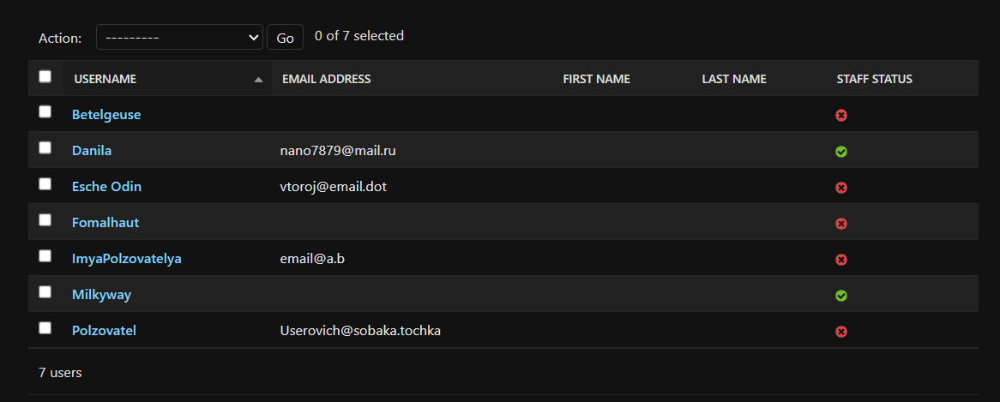 Action: --------- Go 0 of 7 selected
USERNAME EMAIL ADDRESS FIRST NAME LAST NAME STAFF STATUS
Betelgeuse
Danila nano7879@mail.ru
Esche Odin vtoroj@email.dot
Fomalhaut
ImyaPolzovatelya email@a.b
Milkyway
Polzovatel Userovich@sobaka.tochka
7 users